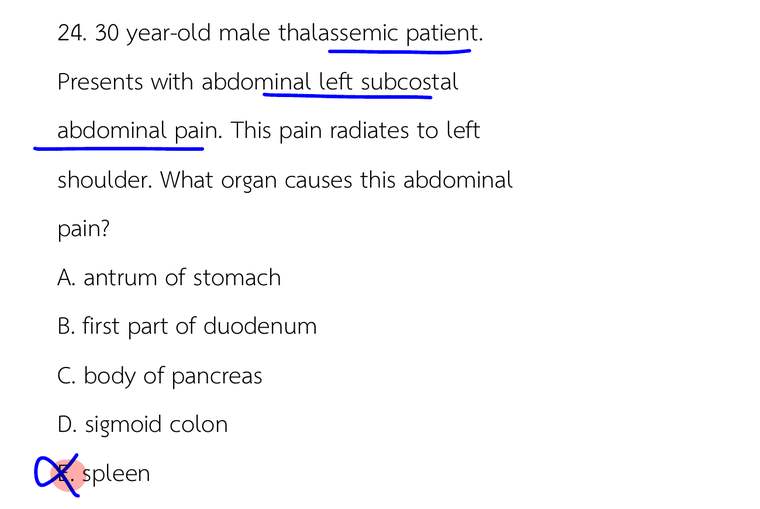 24. 30 year-old male thalassemic patient.
Presents with abdominal left subcostal
abdominal pain. This pain radiates to left
shoulder. What organ causes this abdominal
pain?
A. antrum of stomach
B. first part of duodenum
C. body of pancreas
D. sigmoid colon
E. spleen